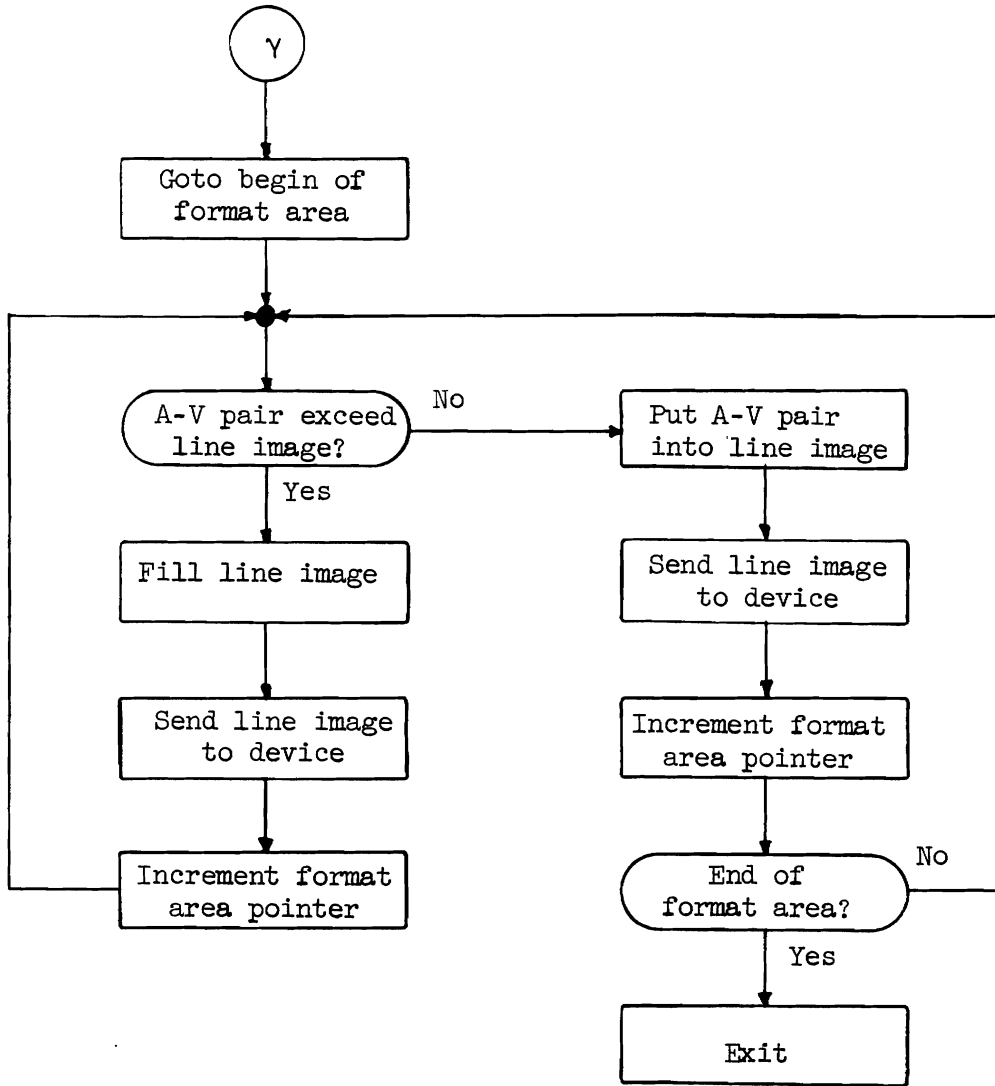 γ
Goto begin of
format area
A-V pair exceed
line image?
No
Yes
Put A-V pair
into line image
Fill line image
Send line image
to device
Send line image
to device
Increment format
area pointer
Increment format
area pointer
End of
format area?
No
Yes
Exit